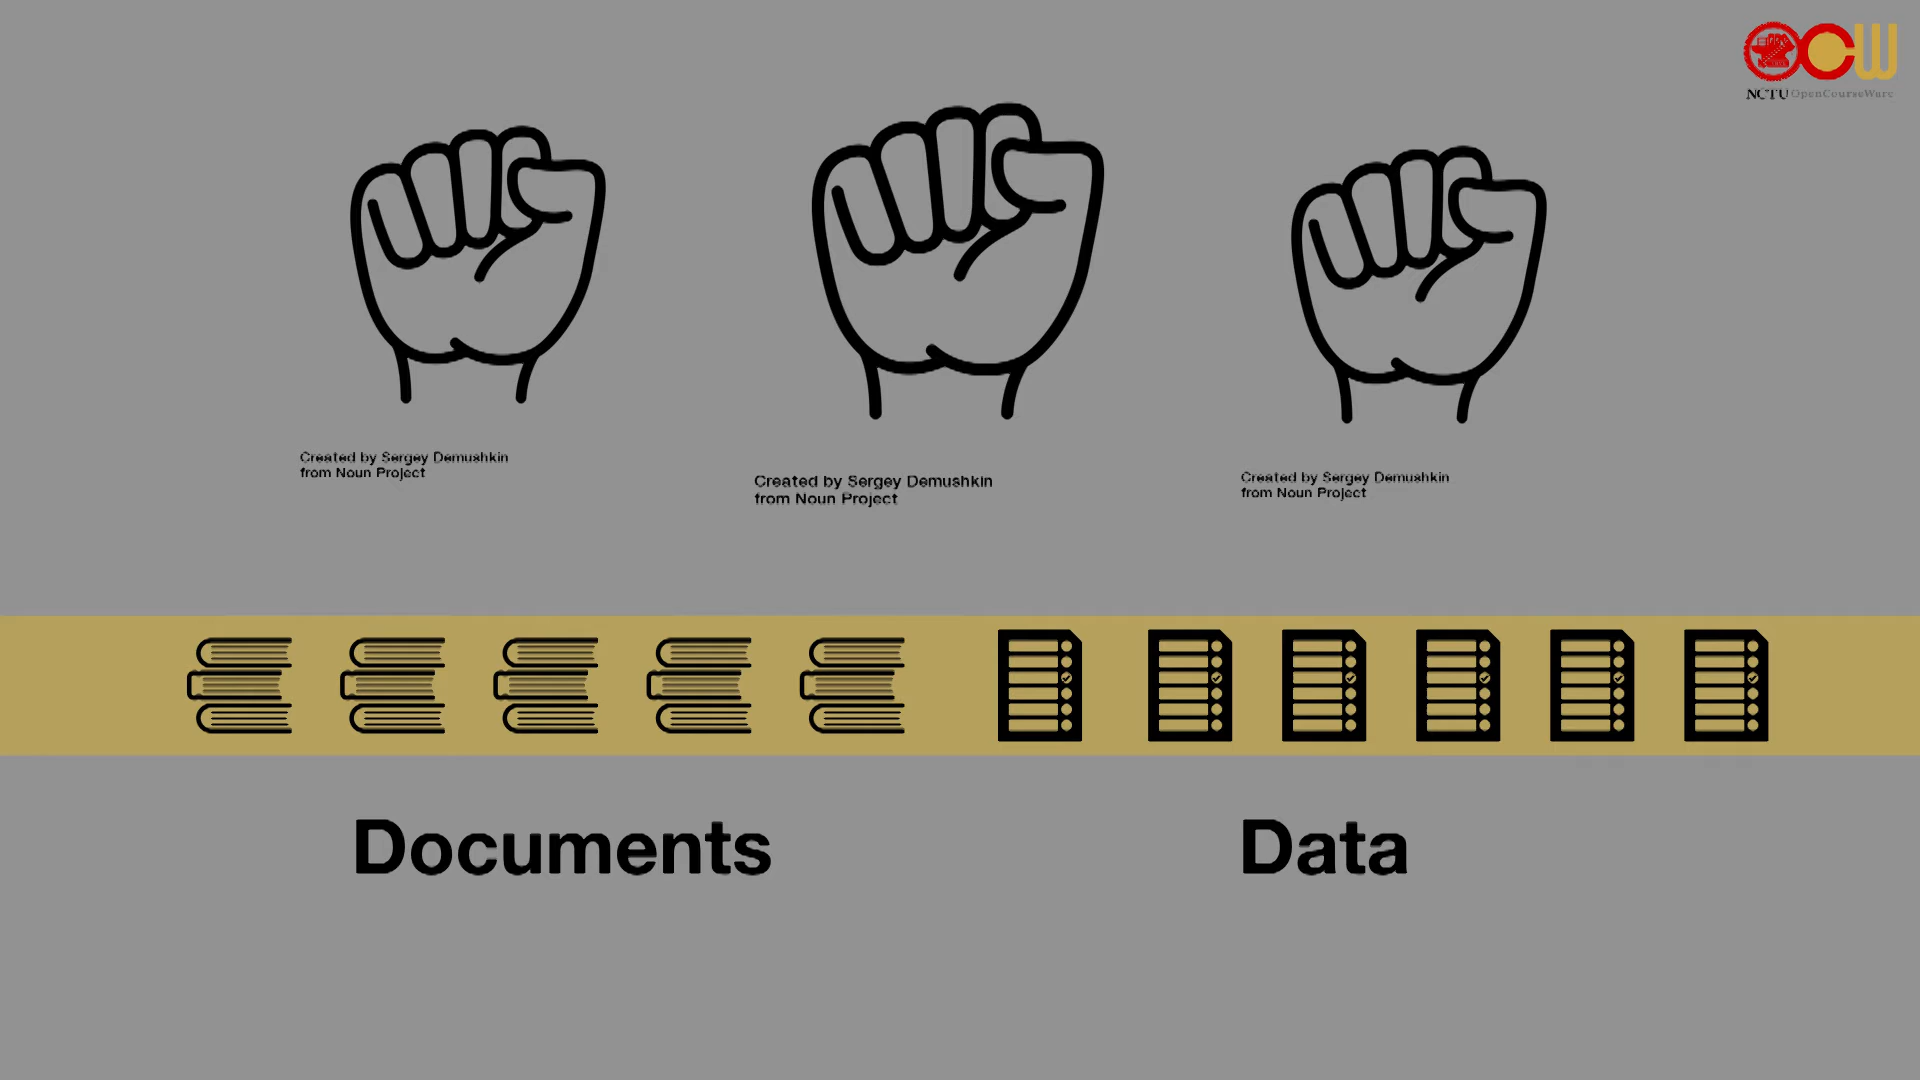 OCW
NCTU OpenCourseWare
Created by Sergey Demushkin
from Noun Project
Created by Sergey Demushkin
from Noun Project
Created by Sergey Demushkin
from Noun Project
Documents
Data